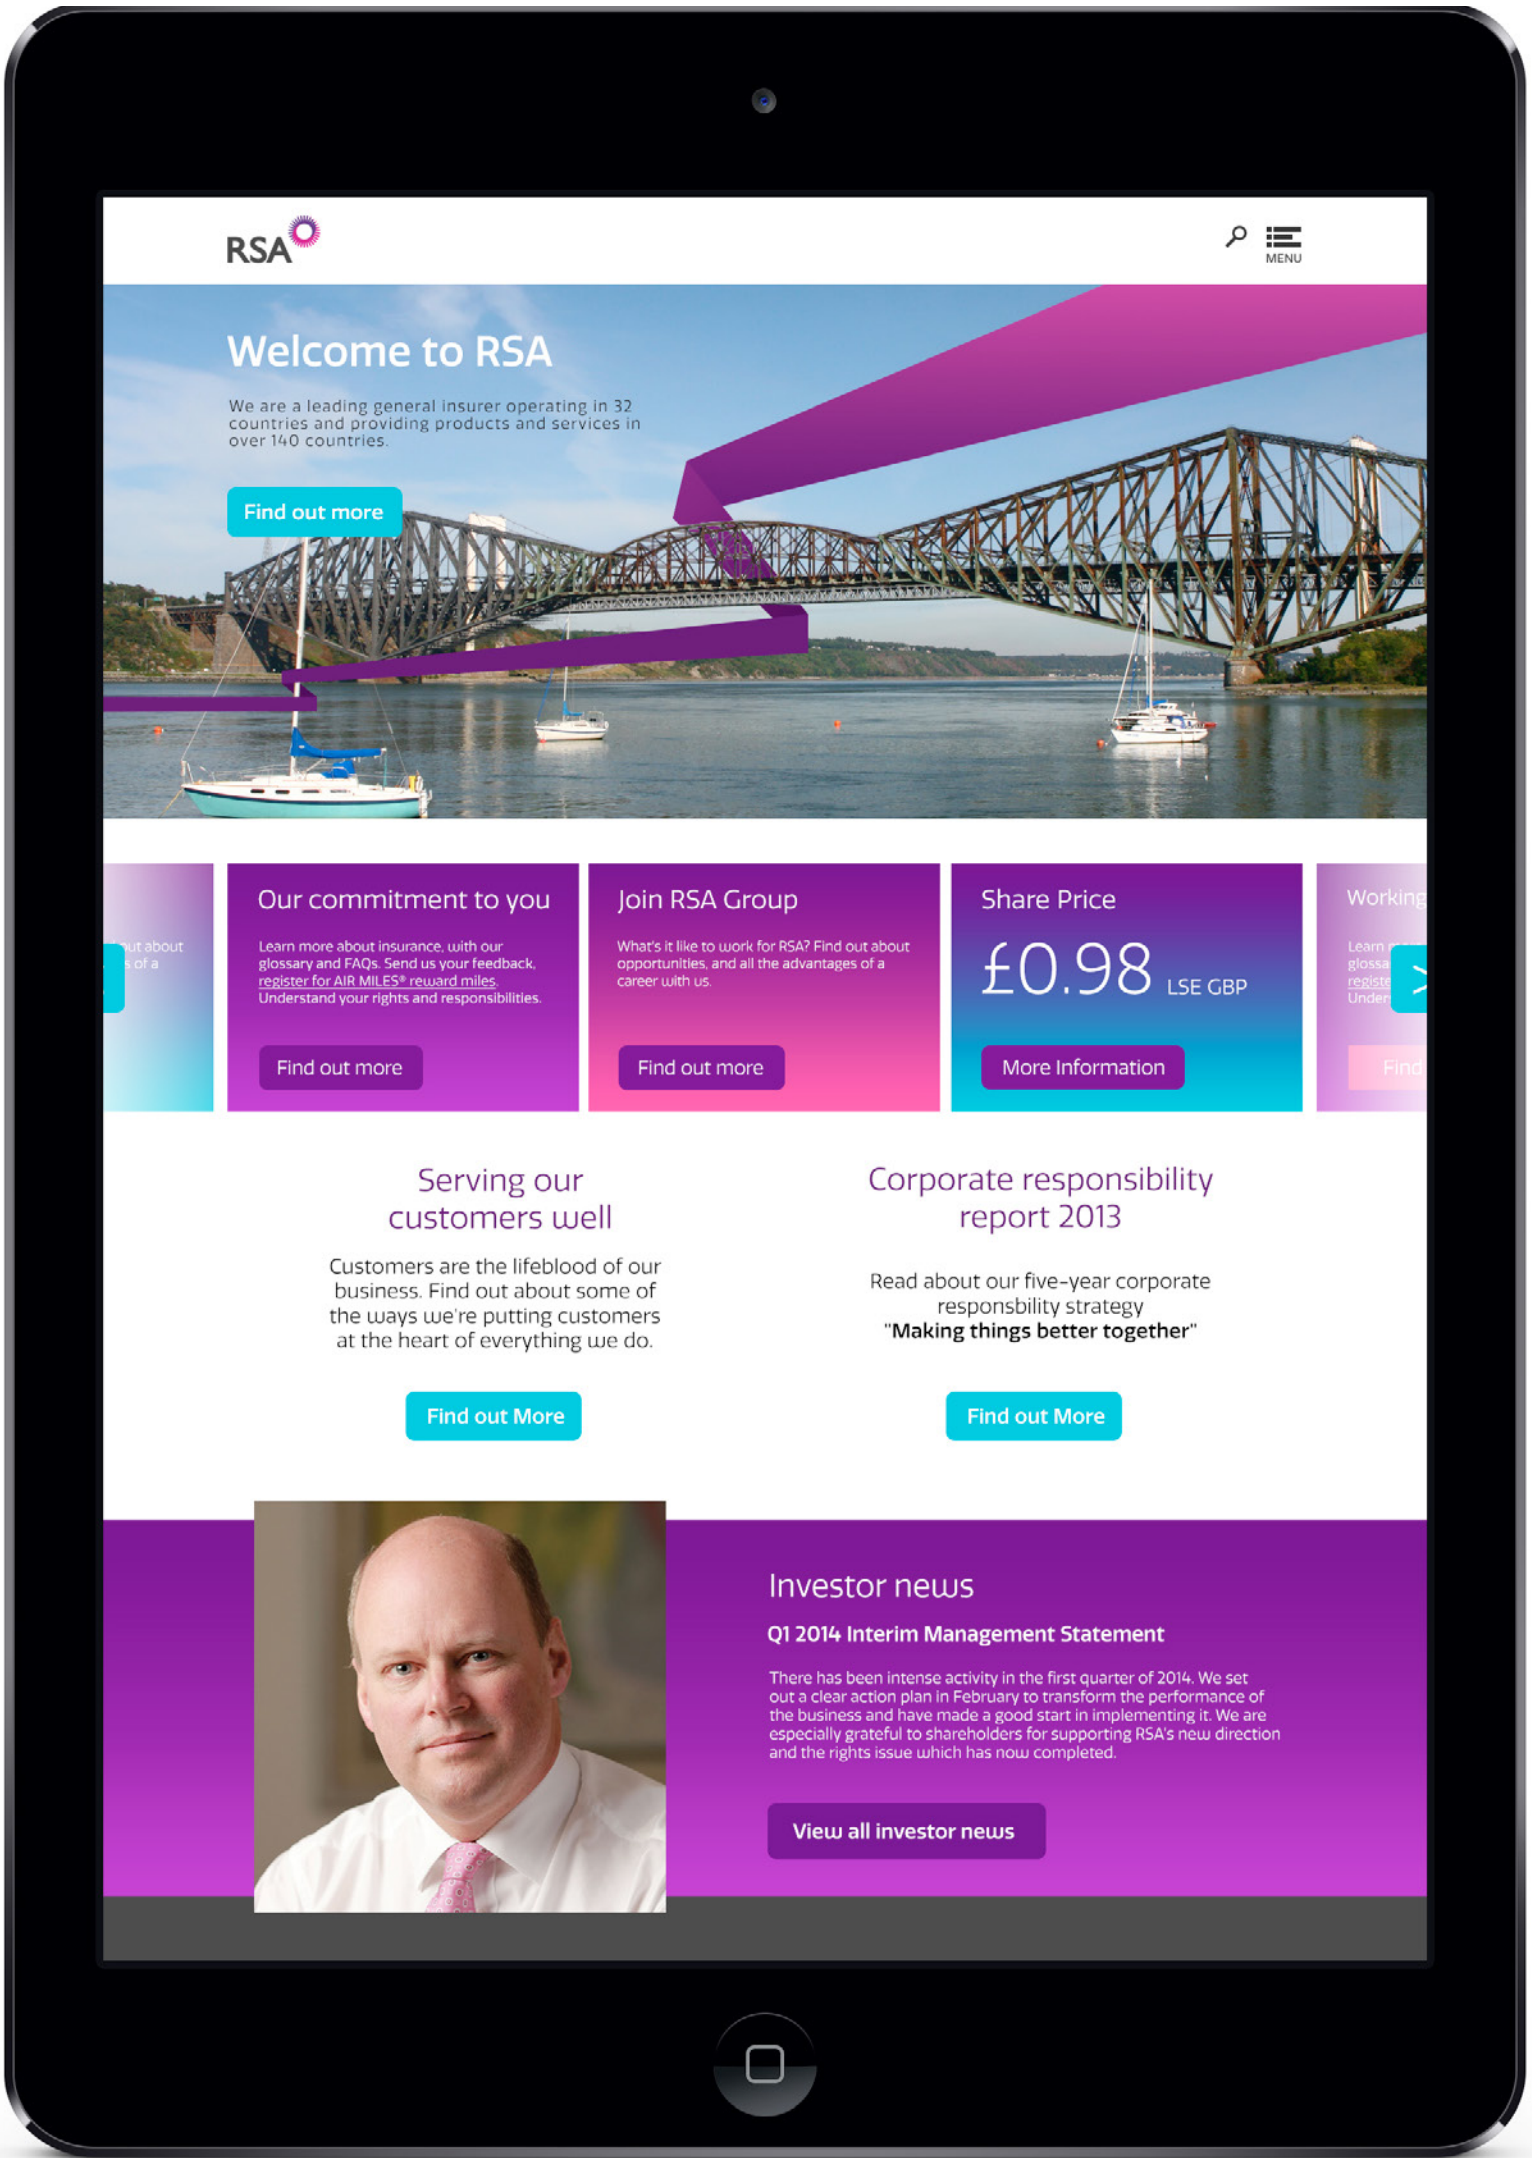 RSA
MENU
Welcome to RSA
We are a leading general insurer operating in 32
countries and providing products and services in
over 140 countries.
Find out more
out about
s of a
Our commitment to you
Learn more about insurance, with our
glossary and FAQs. Send us your feedback,
register for AIR MILES® reward miles.
Understand your rights and responsibilities.
Find out more
Join RSA Group
What's it like to work for RSA? Find out about
opportunities, and all the advantages of a
career with us.
Find out more
Share Price
£0.98 LSE GBP
More Information
Working
Learn
glossa
registe
Under
>
Find
Serving our
customers well
Customers are the lifeblood of our
business. Find out about some of
the ways we're putting customers
at the heart of everything we do.
Find out More
Corporate responsibility
report 2013
Read about our five-year corporate
responsbility strategy
"Making things better together"
Find out More
Investor news
Q1 2014 Interim Management Statement
There has been intense activity in the first quarter of 2014. We set
out a clear action plan in February to transform the performance of
the business and have made a good start in implementing it. We are
especially grateful to shareholders for supporting RSA's new direction
and the rights issue which has now completed.
View all investor news